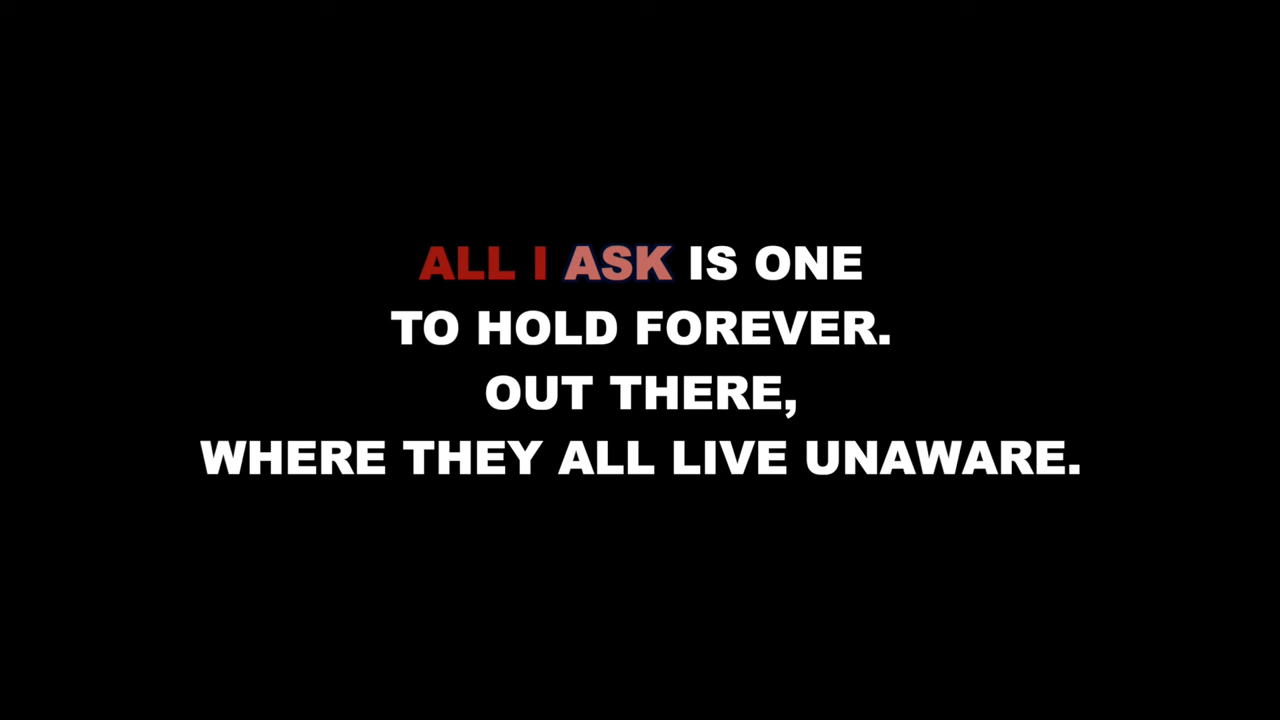 ALL I ASK IS ONE
TO HOLD FOREVER.
OUT THERE,
WHERE THEY ALL LIVE UNAWARE.